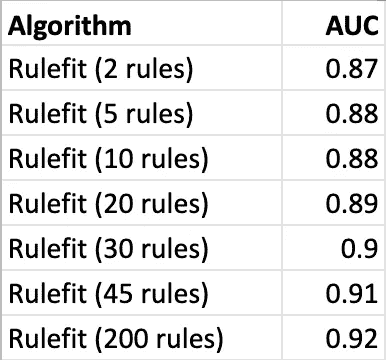 Algorithm AUC
Rulefit (2 rules) 0.87
Rulefit (5 rules) 0.88
Rulefit (10 rules) 0.88
Rulefit (20 rules) 0.89
Rulefit (30 rules) 0.9
Rulefit (45 rules) 0.91
Rulefit (200 rules) 0.92